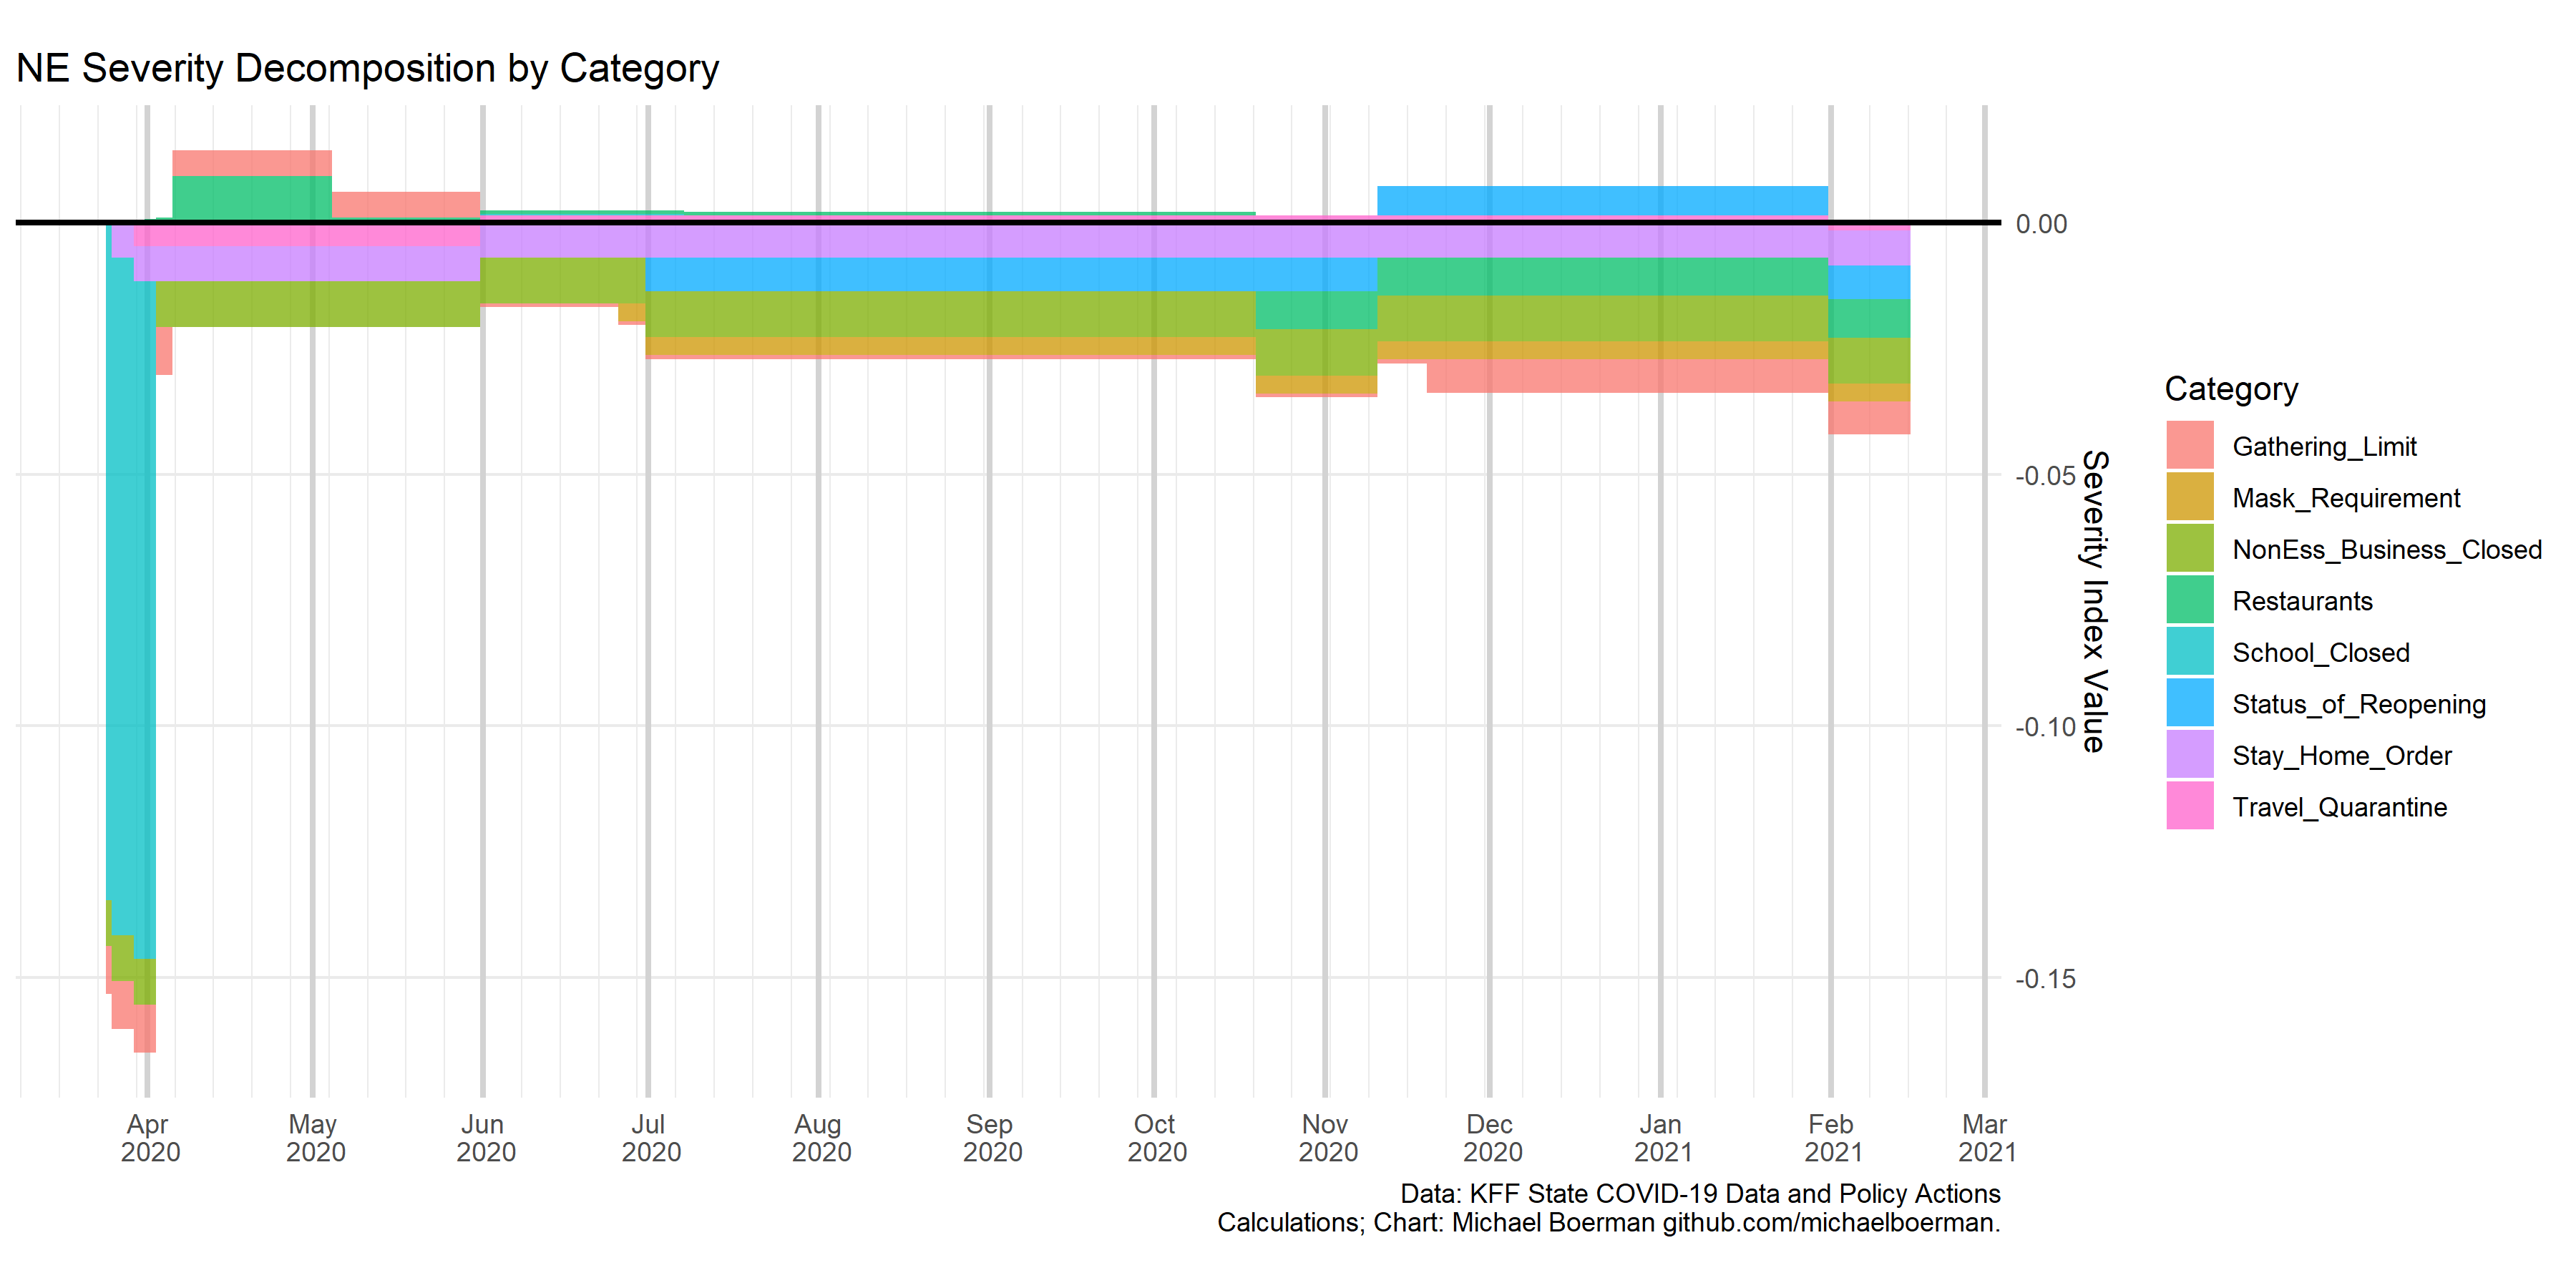 NE Severity Decomposition by Category
0.00
-0.05
-0.10
-0.15
Severity Index Value
Apr
2020
May
2020
Jun
2020
Jul
2020
Aug
2020
Sep
2020
Oct
2020
Nov
2020
Dec
2020
Jan
2021
Feb
2021
Mar
2021
Category
Gathering_Limit
Mask_Requirement
NonEss_Business_Closed
Restaurants
School_Closed
Status_of_Reopening
Stay_Home_Order
Travel_Quarantine
Data: KFF State COVID-19 Data and Policy Actions
Calculations; Chart: Michael Boerman github.com/michaelboerman.